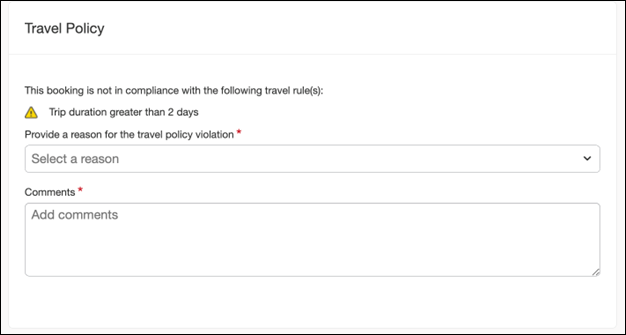 Travel Policy
This booking is not in compliance with the following travel rule(s):
Trip duration greater than 2 days
Provide a reason for the travel policy violation *
Select a reason
Comments *
Add comments